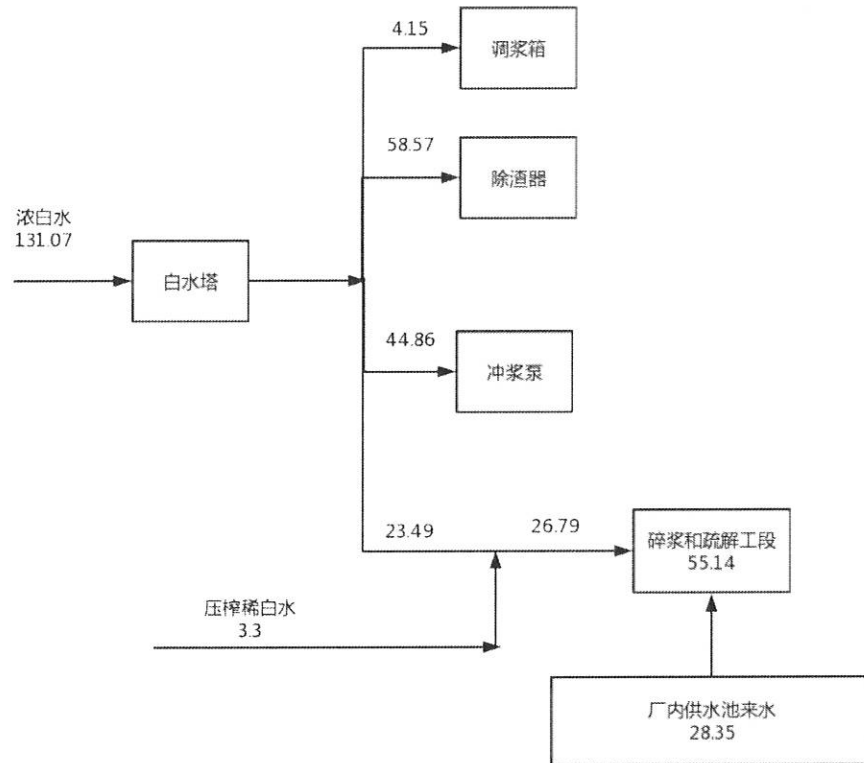 4.15
调浆箱
58.57
除渣器
浓白水
131.07
白水塔
44.86
冲浆泵
23.49
26.79
碎浆和疏解工段
55.14
压榨稀白水
3.3
厂内供水池来水
28.35